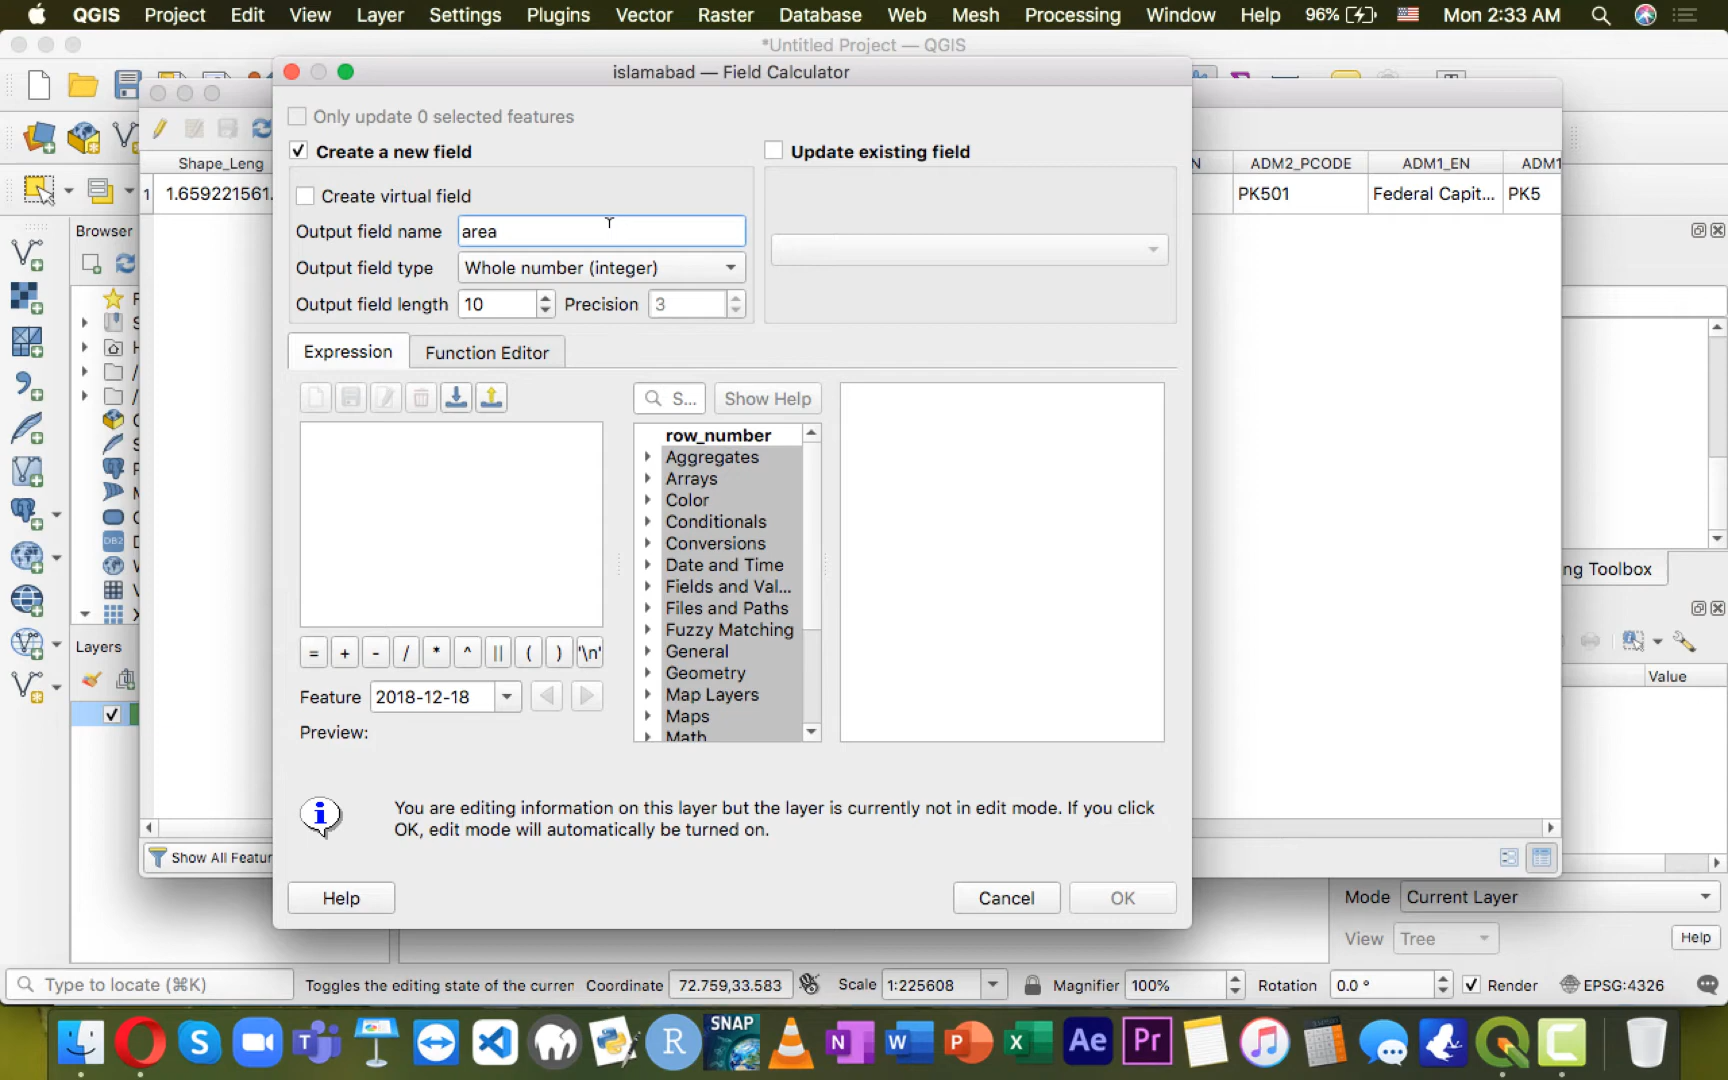 QGIS Project Edit View Layer Settings Plugins Vector Raster Database Web Mesh Processing Window Help 96% Mon 2:33 AM
*Untitled Project — QGIS
islamabad — Field Calculator
Only update 0 selected features
Create a new field
Update existing field
Create virtual field
Output field name area
Output field type Whole number (integer)
Output field length 10 Precision 3
Expression Function Editor
S... Show Help
row_number
Aggregates
Arrays
Color
Conditionals
Conversions
Date and Time
Fields and Val...
Files and Paths
Fuzzy Matching
General
Geometry
Map Layers
Maps
Math
= + - / * ^ || ( ) '\n'
Feature 2018-12-18
Preview:
You are editing information on this layer but the layer is currently not in edit mode. If you click
OK, edit mode will automatically be turned on.
Help Cancel OK
Shape_Leng N ADM2_PCODE ADM1_EN ADM1
1 1.659221561. PK501 Federal Capit... PK5
Browser
DB2
Layers
Show All Featur
ng Toolbox
Value
Mode Current Layer
View Tree Help
Type to locate (⌘K) Toggles the editing state of the curren Coordinate 72.759,33.583 Scale 1:225608 Magnifier 100% Rotation 0.0 ° Render EPSG:4326
S T R SNAP N W P X Ae Pr C